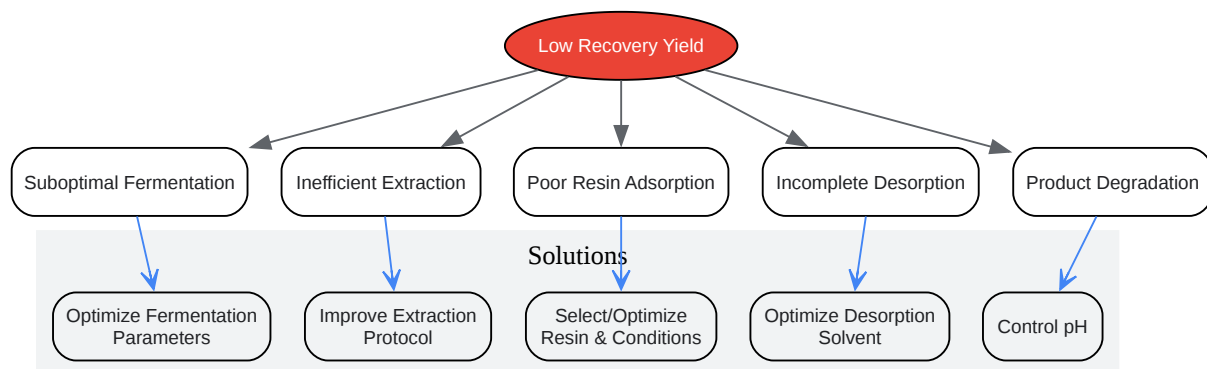 Low Recovery Yield
Suboptimal Fermentation
Inefficient Extraction
Poor Resin Adsorption
Incomplete Desorption
Product Degradation
Solutions
Optimize Fermentation
Parameters
Improve Extraction
Protocol
Select/Optimize
Resin & Conditions
Optimize Desorption
Solvent
Control pH